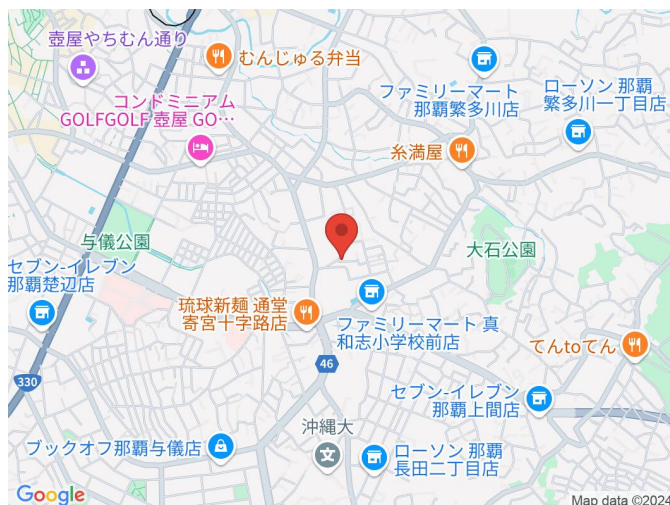 壺屋やちむん通り
むんじゅる弁当
ファミリーマート
那覇繁多川店
ローソン 那覇
繁多川一丁目店
コンドミニアム
GOLFGOLF 壺屋 GO…
糸満屋
与儀公園
大石公園
セブン-イレブン
那覇楚辺店
琉球新麺 通堂
寄宮十字路店
ファミリーマート 真
和志小学校前店
てんtoてん
46
330
セブン-イレブン
那覇上間店
沖縄大
ブックオフ那覇与儀店
ローソン 那覇
長田二丁目店
Google
Map data ©2024